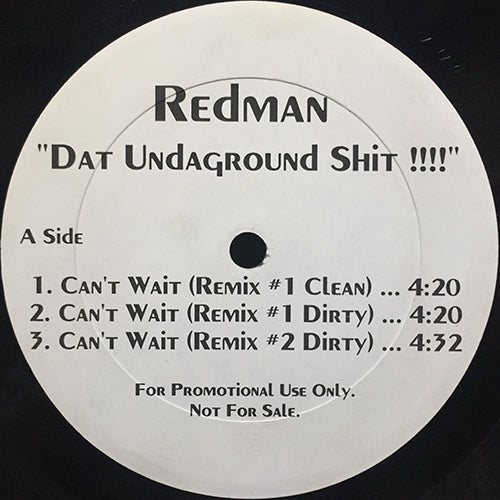 Redman
"Dat Undaground Shit !!!!"
A Side
1. Can't Wait (Remix #1 Clean) ... 4:20
2. Can't Wait (Remix #1 Dirty) ... 4:20
3. Can't Wait (Remix #2 Dirty) ... 4:32
For Promotional Use Only.
Not For Sale.